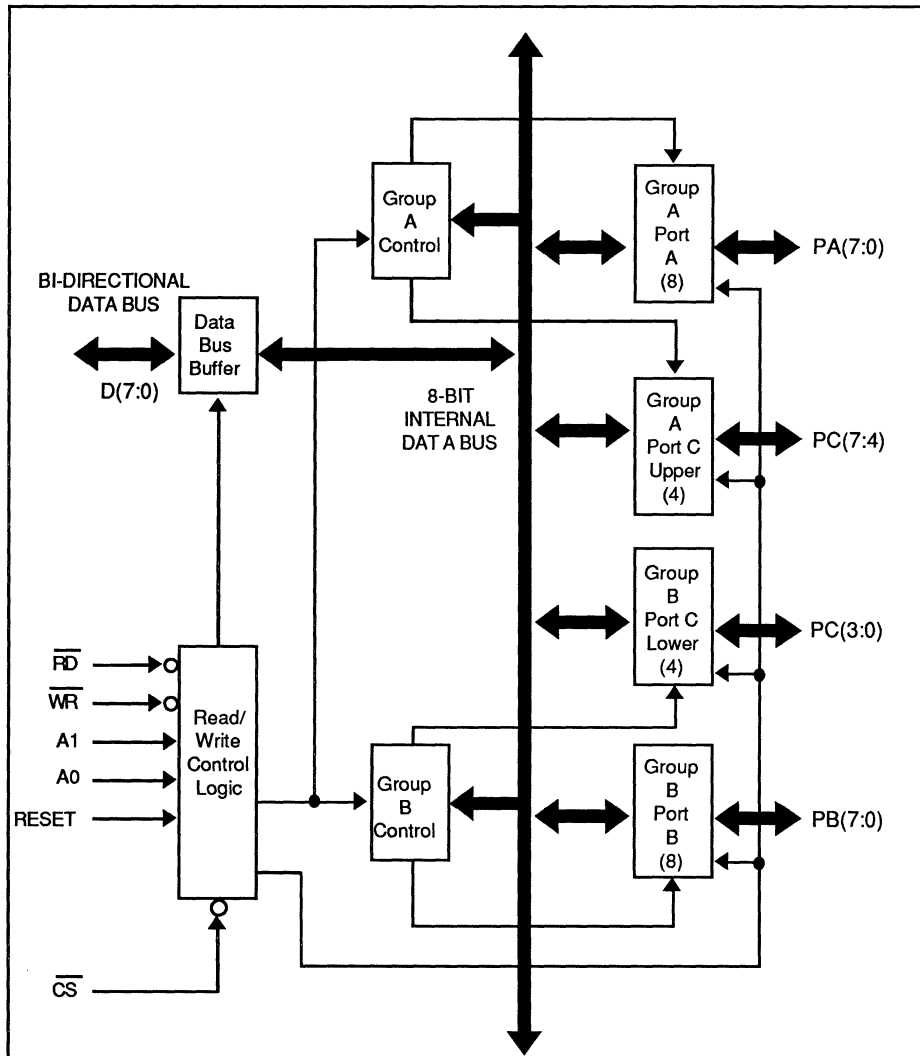 Group
A
Control
Group
A
Port
A
(8)
PA(7:0)
BI-DIRECTIONAL
DATA BUS
Data
Bus
Buffer
D(7:0)
8-BIT
INTERNAL
DATA BUS
Group
A
Port C
Upper
(4)
PC(7:4)
Group
B
Port C
Lower
(4)
PC(3:0)
RD
WR
A1
A0
RESET
Read/
Write
Control
Logic
Group
B
Control
Group
B
Port
B
(8)
PB(7:0)
CS